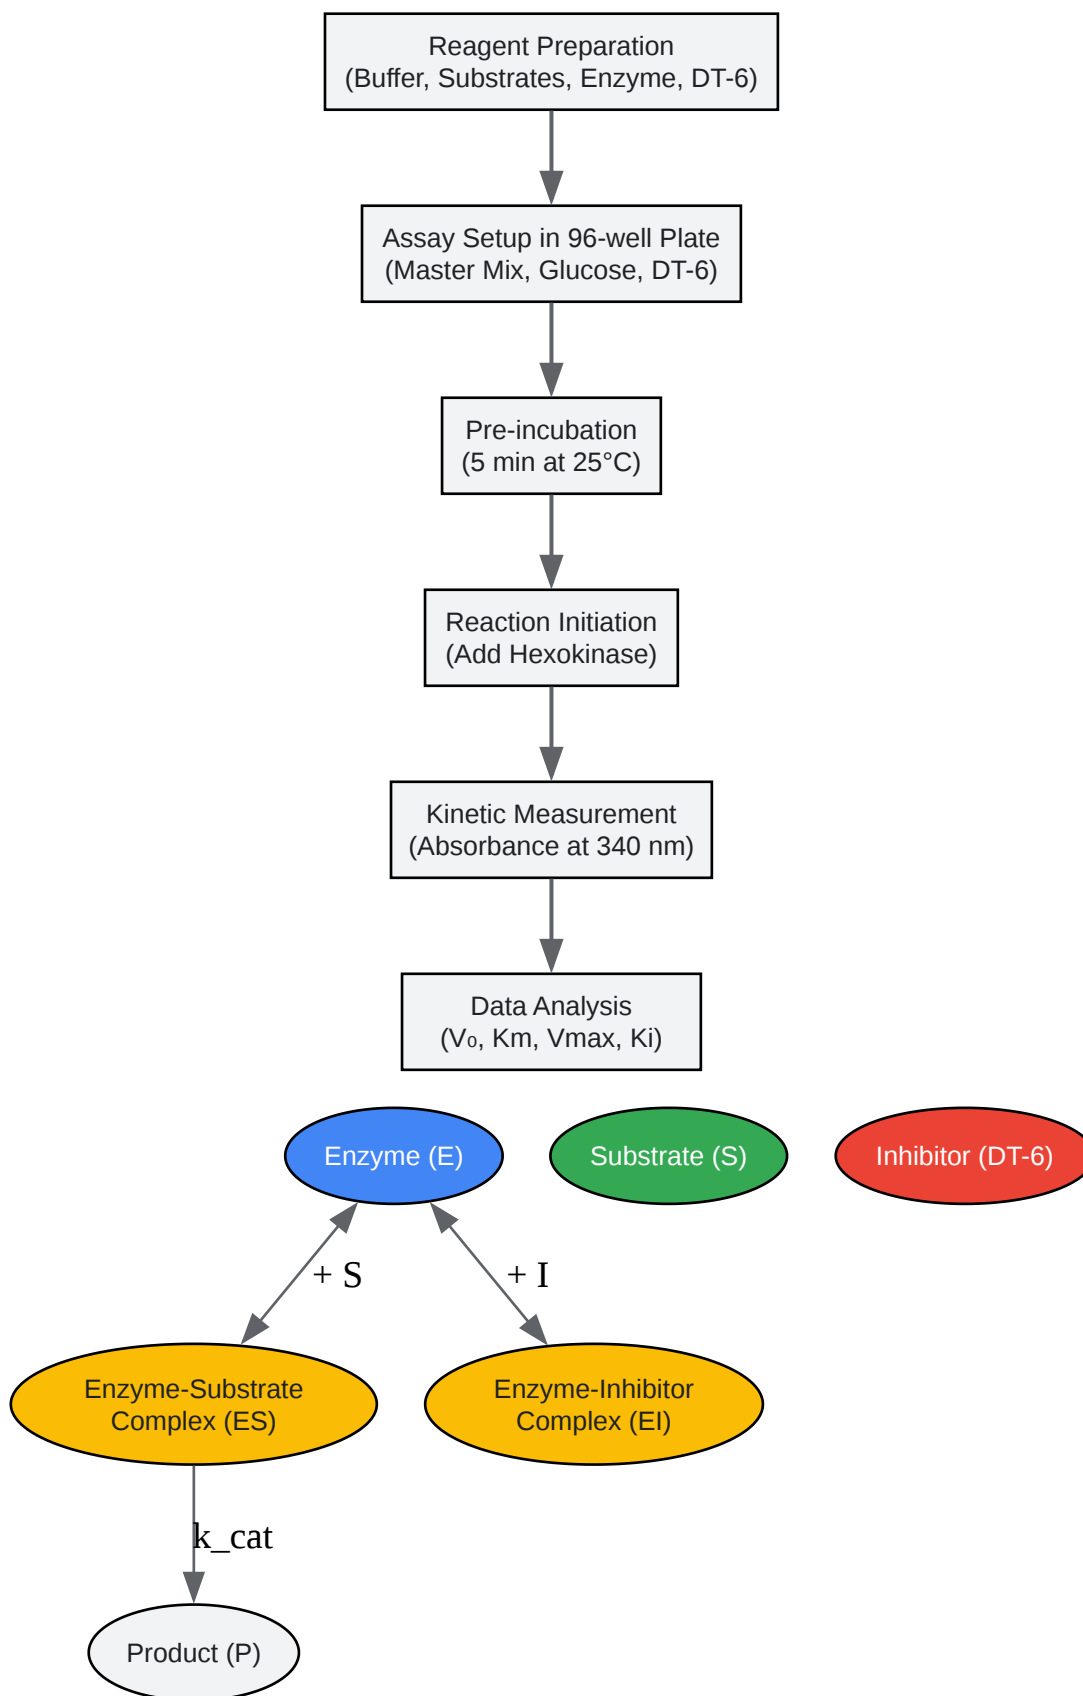 Reagent Preparation
(Buffer, Substrates, Enzyme, DT-6)
Assay Setup in 96-well Plate
(Master Mix, Glucose, DT-6)
Pre-incubation
(5 min at 25°C)
Reaction Initiation
(Add Hexokinase)
Kinetic Measurement
(Absorbance at 340 nm)
Data Analysis
(V₀, Km, Vmax, Ki)
Enzyme (E)
Substrate (S)
Inhibitor (DT-6)
+ S
+ I
Enzyme-Substrate
Complex (ES)
Enzyme-Inhibitor
Complex (EI)
k_cat
Product (P)